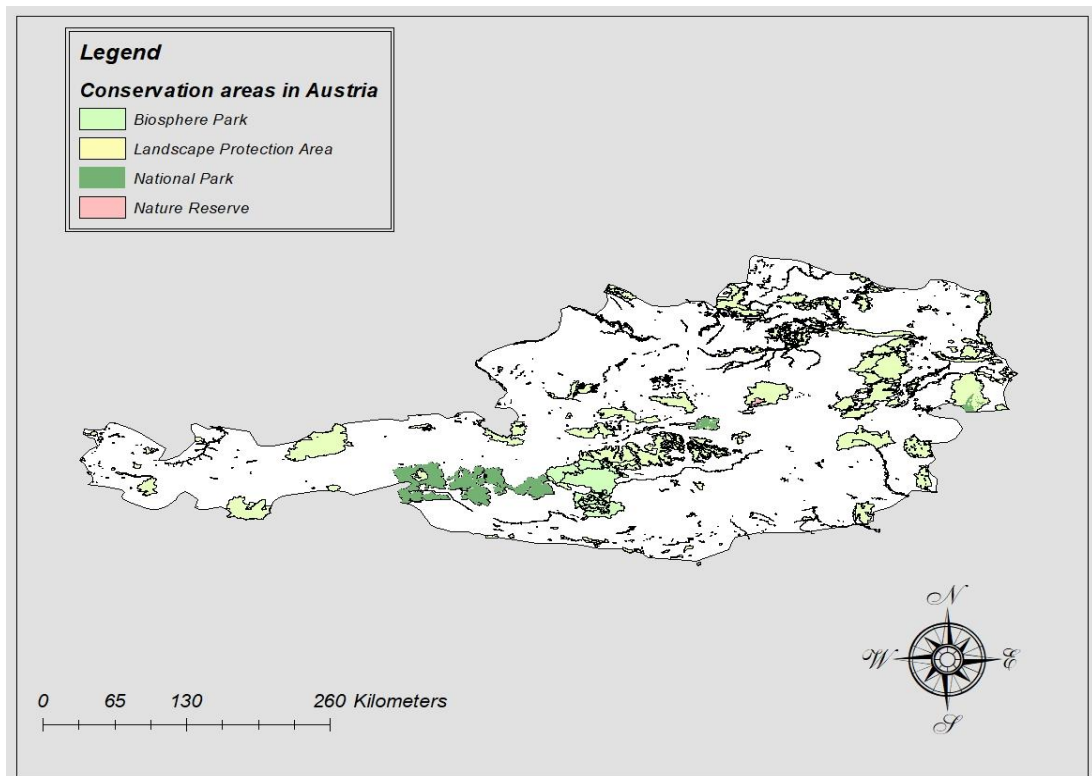 Legend
Conservation areas in Austria
Biosphere Park
Landscape Protection Area
National Park
Nature Reserve
N
W E
S
0 65 130 260 Kilometers